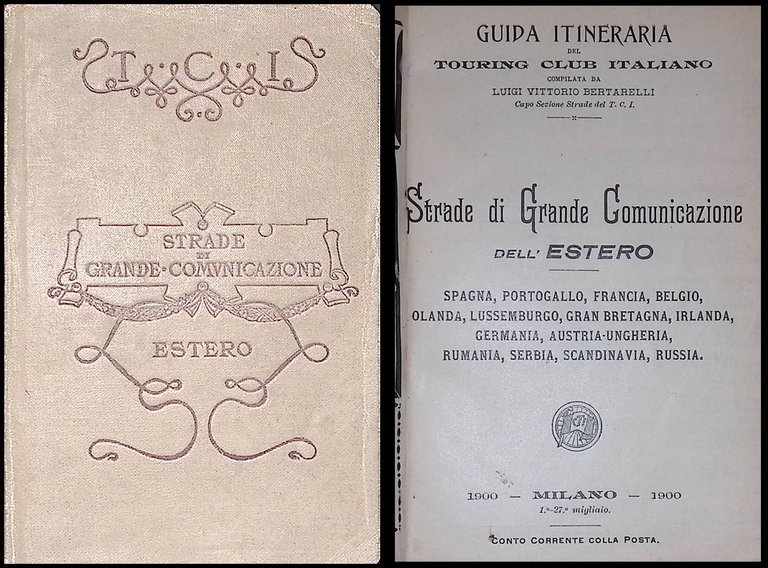 T·C·I
STRADE
DI
GRANDE·COMVNICAZIONE
ESTERO
GUIDA ITINERARIA
DEL
TOURING CLUB ITALIANO
COMPILATA DA
LUIGI VITTORIO BERTARELLI
Capo Sezione Strade del T. C. I.
Strade di Grande Comunicazione
DELL' ESTERO
SPAGNA, PORTOGALLO, FRANCIA, BELGIO,
OLANDA, LUSSEMBURGO, GRAN BRETAGNA, IRLANDA,
GERMANIA, AUSTRIA-UNGHERIA,
RUMANIA, SERBIA, SCANDINAVIA, RUSSIA.
1900 — MILANO — 1900
1.º-27.º migliaio.
CONTO CORRENTE COLLA POSTA.